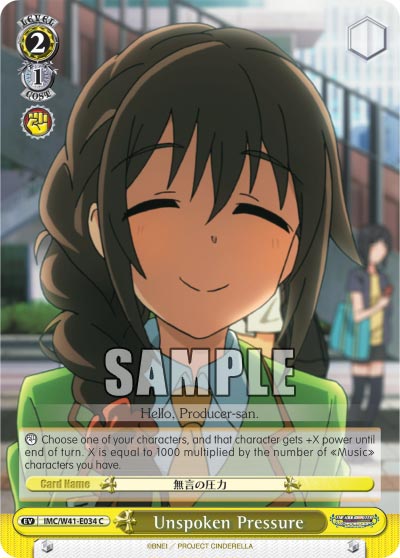 LEVEL
2
1
COST
SAMPLE
Hello, Producer-san.
Choose one of your characters, and that character gets +X power until
end of turn. X is equal to 1000 multiplied by the number of «Music»
characters you have.
Card Name 無言の圧力
EV IMC/W41-E034 C Unspoken Pressure
©BNEI / PROJECT CINDERELLA